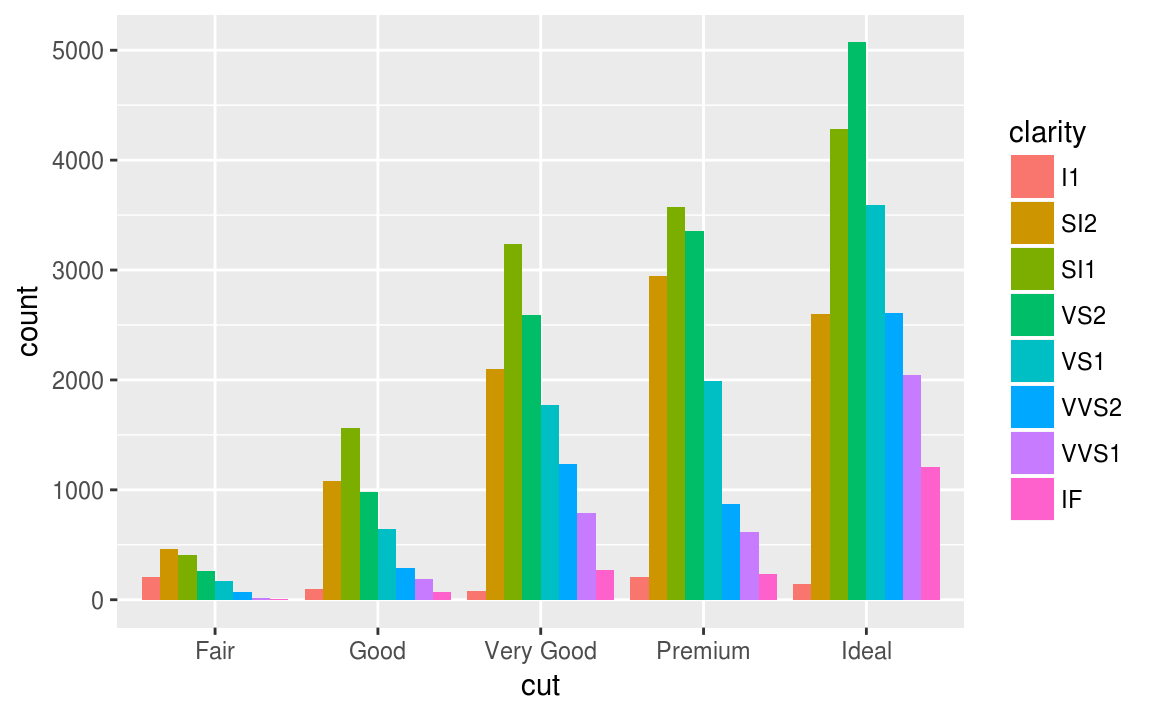 5000
4000
3000
2000
1000
0
count
Fair Good Very Good Premium Ideal
cut
clarity
I1
SI2
SI1
VS2
VS1
VVS2
VVS1
IF